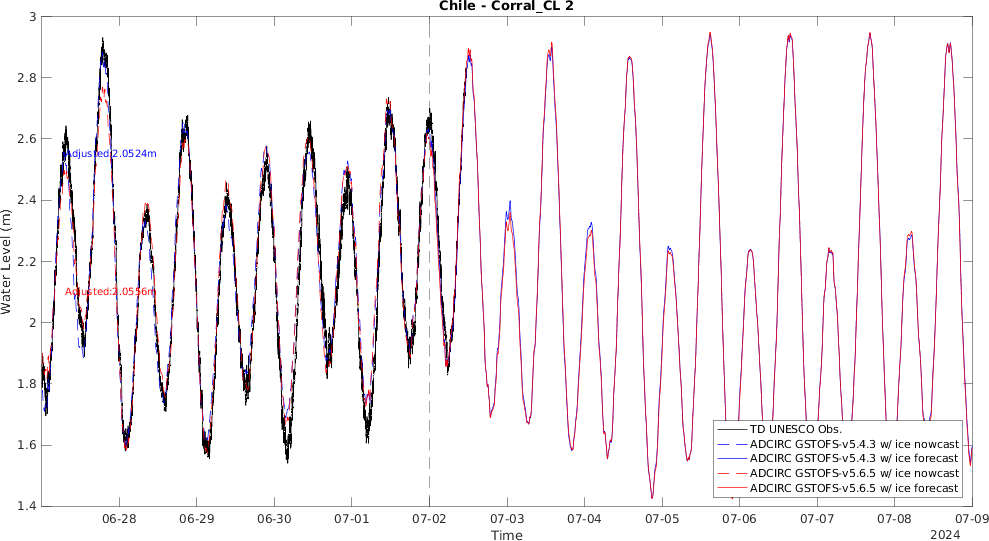 Chile - Corral_CL 2
Water Level (m)
3
2.8
2.6
2.4
2.2
2
1.8
1.6
1.4
Adjusted:2.0524m
Adjusted:2.0556m
TD UNESCO Obs.
ADCIRC GSTOFS-v5.4.3 w/ ice nowcast
ADCIRC GSTOFS-v5.4.3 w/ ice forecast
ADCIRC GSTOFS-v5.6.5 w/ ice nowcast
ADCIRC GSTOFS-v5.6.5 w/ ice forecast
06-28 06-29 06-30 07-01 07-02 07-03 07-04 07-05 07-06 07-07 07-08 07-09
Time
2024